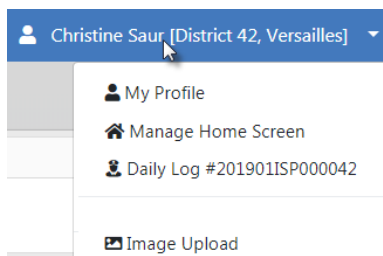 Christine Saur [District 42, Versailles]
My Profile
Manage Home Screen
Daily Log #201901ISP000042
Image Upload